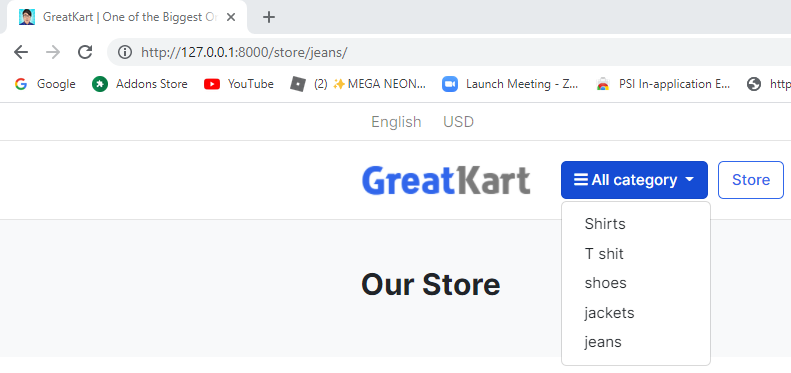 GreatKart | One of the Biggest O
http://127.0.0.1:8000/store/jeans/
Google Addons Store YouTube (2) ✨MEGA NEON... Launch Meeting - Z... PSI In-application E... http
English USD
GreatKart All category Store
Shirts
T shit
shoes
Our Store
jackets
jeans